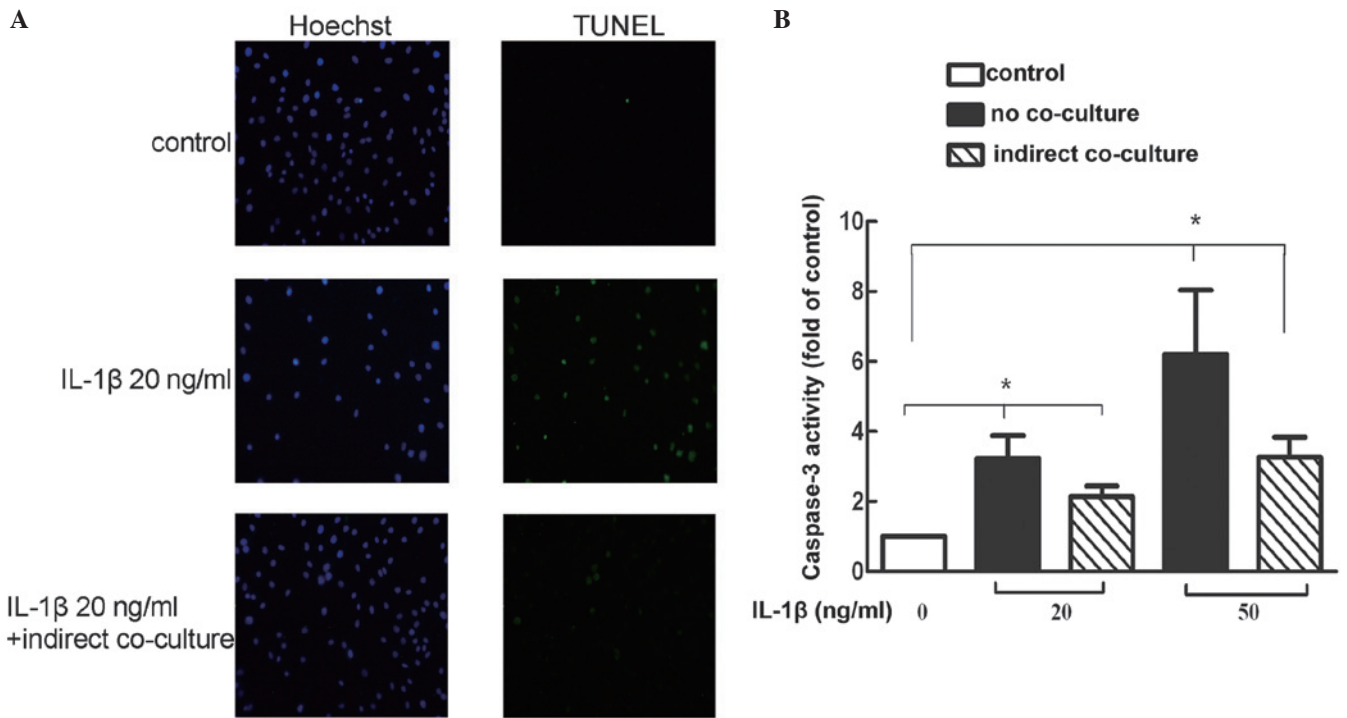 A
Hoechst TUNEL
control
IL-1β 20 ng/ml
IL-1β 20 ng/ml
+indirect co-culture
B
control
no co-culture
indirect co-culture
Caspase-3 activity (fold of control)
10
8
6
4
2
0
*
*
IL-1β (ng/ml) 0 20 50